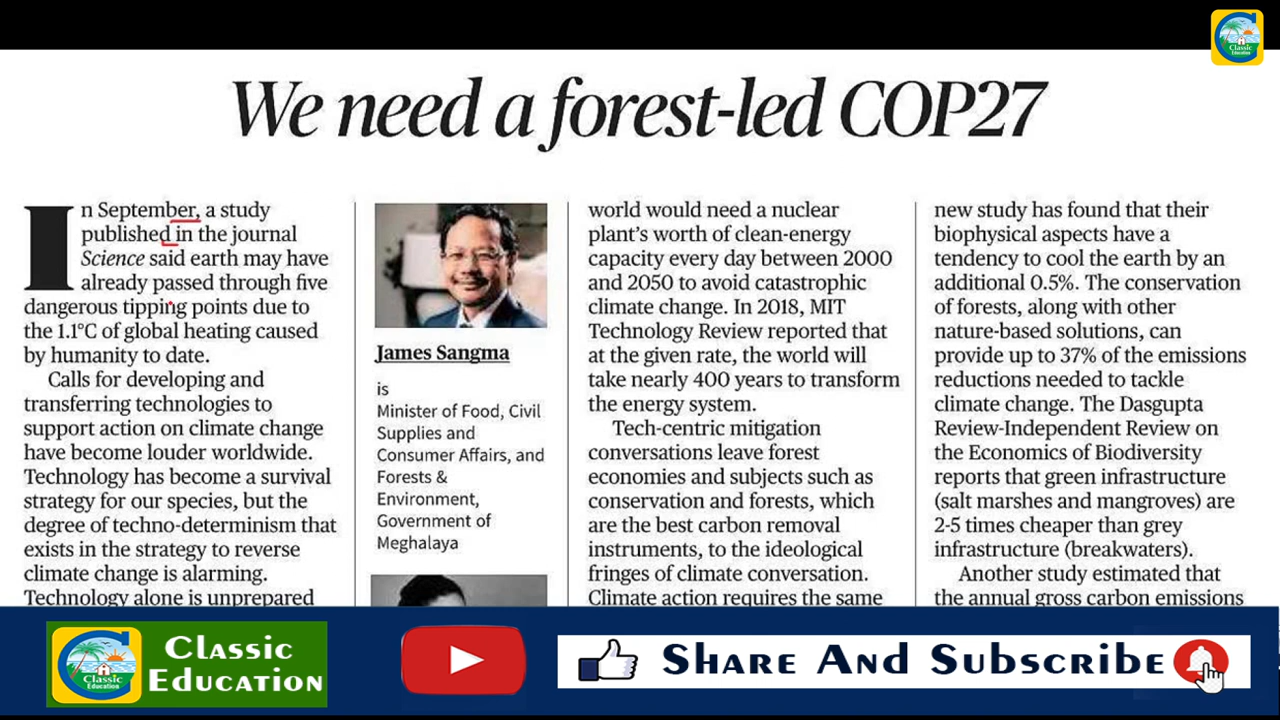 Classic
Education
We need a forest-led COP27
In September, a study
published in the journal
Science said earth may have
already passed through five
dangerous tipping points due to
the 1.1°C of global heating caused
by humanity to date.
Calls for developing and
transferring technologies to
support action on climate change
have become louder worldwide.
Technology has become a survival
strategy for our species, but the
degree of techno-determinism that
exists in the strategy to reverse
climate change is alarming.
Technology alone is unprepared
James Sangma
is
Minister of Food, Civil
Supplies and
Consumer Affairs, and
Forests &
Environment,
Government of
Meghalaya
world would need a nuclear
plant's worth of clean-energy
capacity every day between 2000
and 2050 to avoid catastrophic
climate change. In 2018, MIT
Technology Review reported that
at the given rate, the world will
take nearly 400 years to transform
the energy system.
Tech-centric mitigation
conversations leave forest
economies and subjects such as
conservation and forests, which
are the best carbon removal
instruments, to the ideological
fringes of climate conversation.
Climate action requires the same
new study has found that their
biophysical aspects have a
tendency to cool the earth by an
additional 0.5%. The conservation
of forests, along with other
nature-based solutions, can
provide up to 37% of the emissions
reductions needed to tackle
climate change. The Dasgupta
Review-Independent Review on
the Economics of Biodiversity
reports that green infrastructure
(salt marshes and mangroves) are
2-5 times cheaper than grey
infrastructure (breakwaters).
Another study estimated that
the annual gross carbon emissions
Classic
Education
Classic
Education
Share And Subscribe